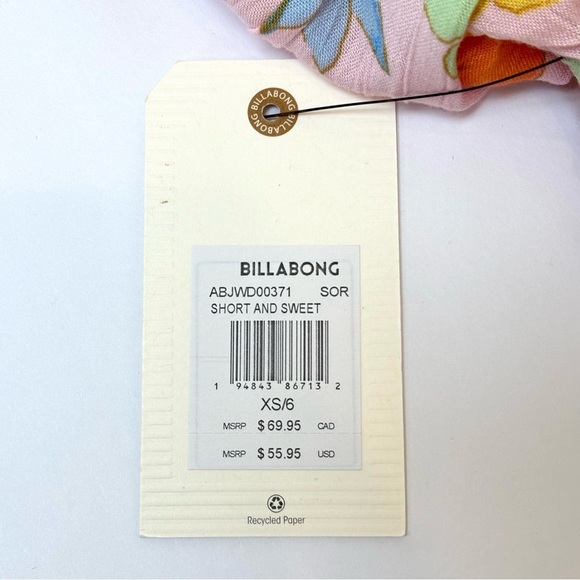 BILLABONG BILLABONG
BILLABONG
ABJWD00371 SOR
SHORT AND SWEET
1 94843 86713 2
XS/6
MSRP $69.95 CAD
MSRP $55.95 USD
Recycled Paper